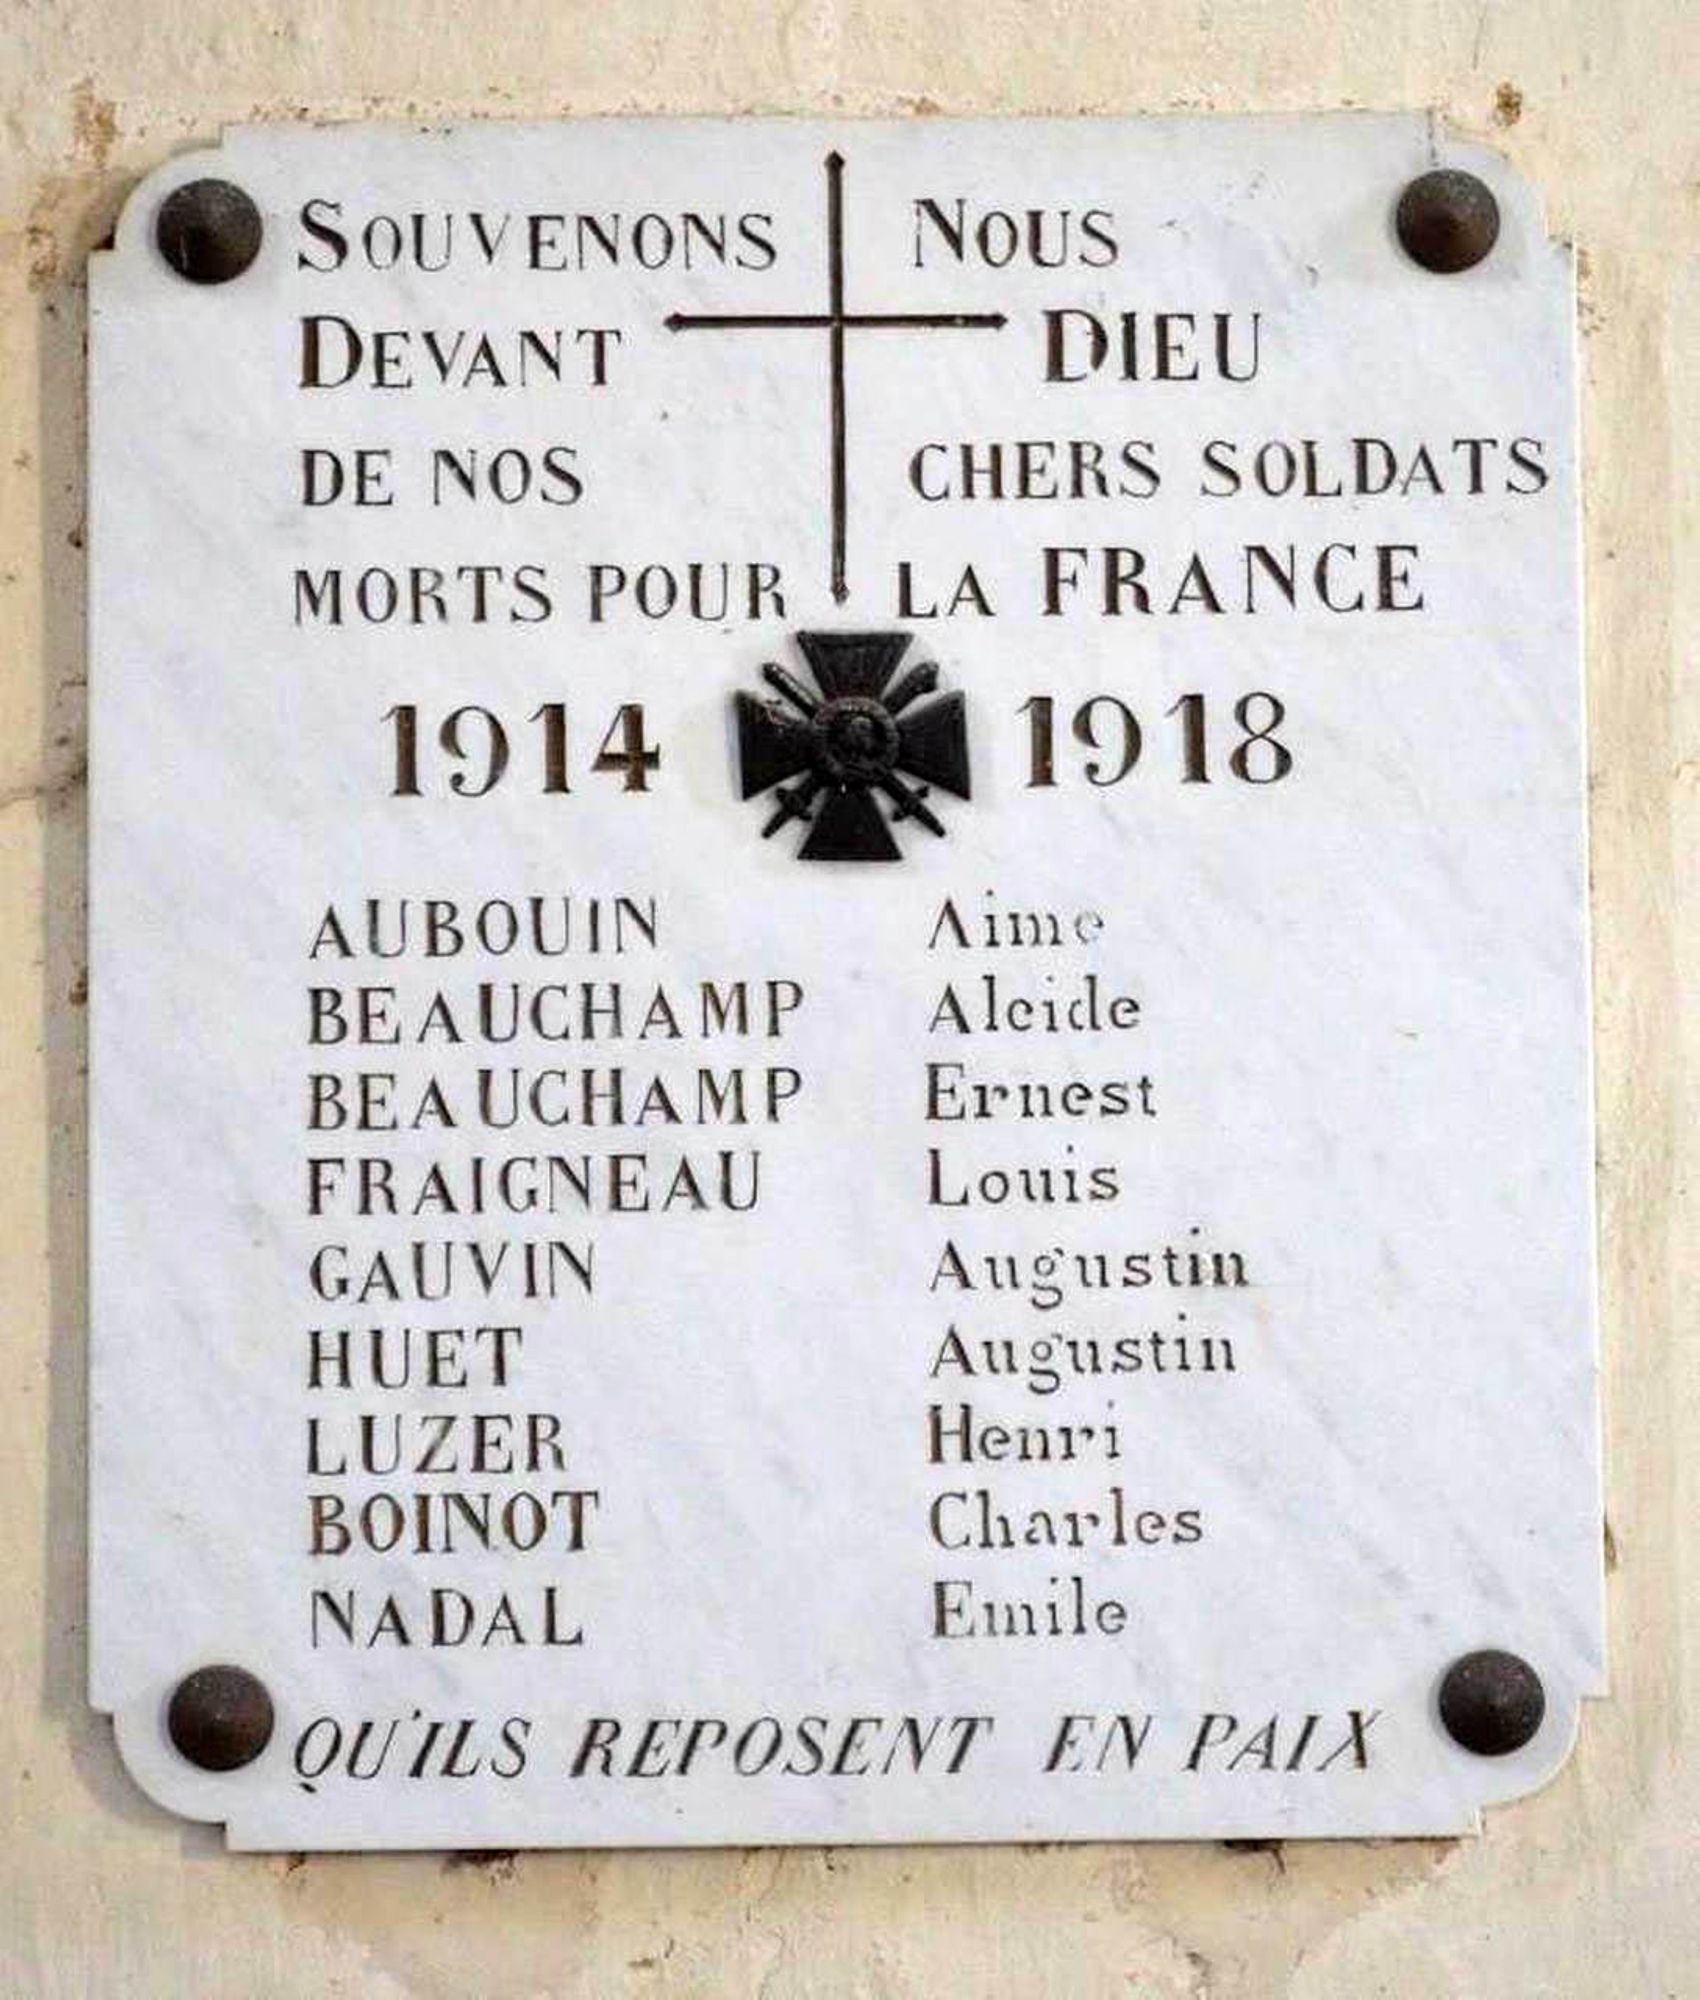 SOUVENONS NOUS
DEVANT DIEU
DE NOS CHERS SOLDATS
MORTS POUR LA FRANCE
1914 1918
AUBOUIN Aime
BEAUCHAMP Alcide
BEAUCHAMP Ernest
FRAIGNEAU Louis
GAUVIN Augustin
HUET Augustin
LUZER Henri
BOINOT Charles
NADAL Emile
QU'ILS REPOSENT EN PAIX